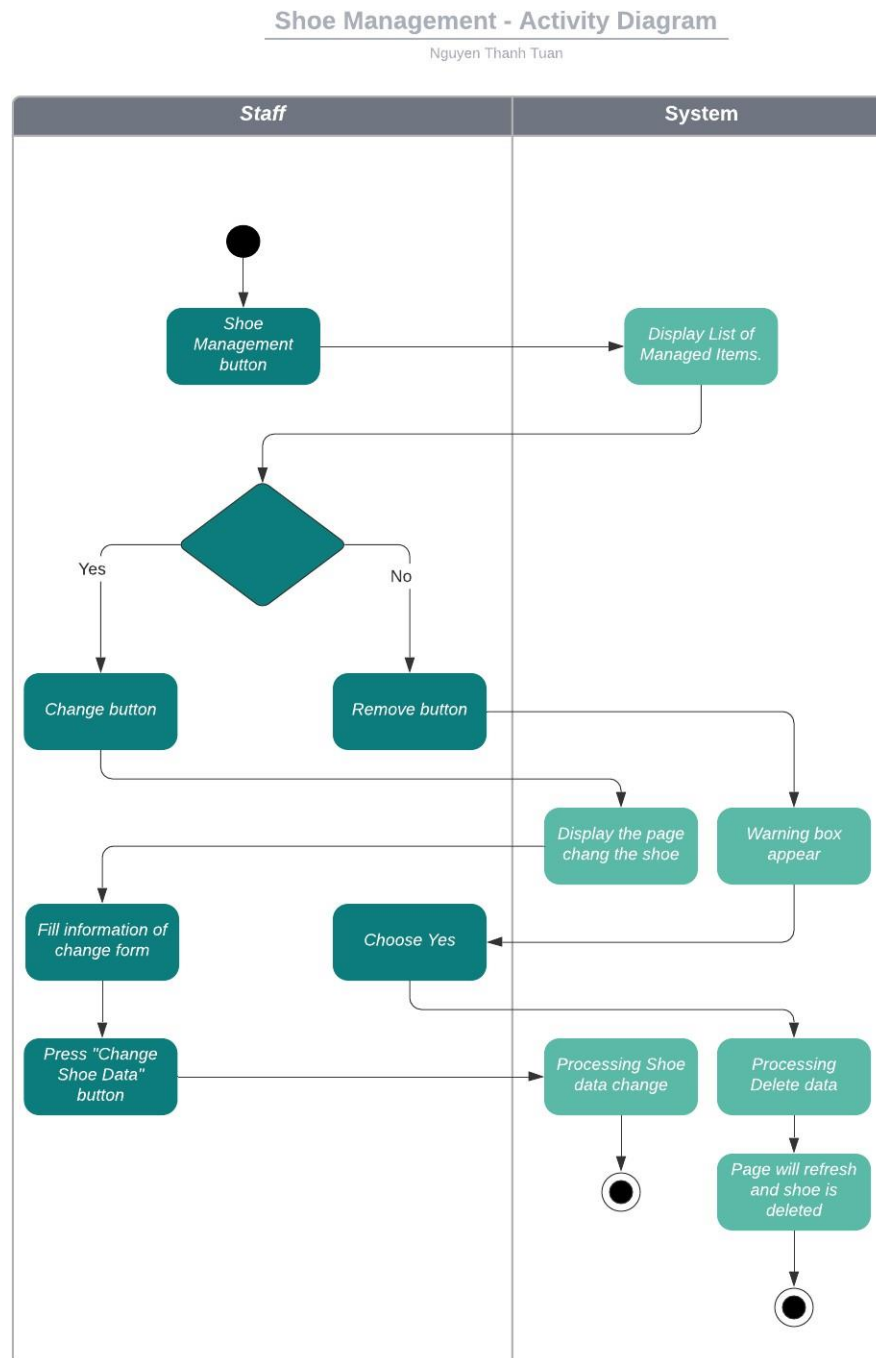 Shoe Management - Activity Diagram
Nguyen Thanh Tuan
Staff
System
Shoe
Management
button
Display List of
Managed Items.
Yes
No
Change button
Remove button
Display the page
chang the shoe
Warning box
appear
Fill information of
change form
Choose Yes
Press "Change
Shoe Data"
button
Processing Shoe
data change
Processing
Delete data
Page will refresh
and shoe is
deleted